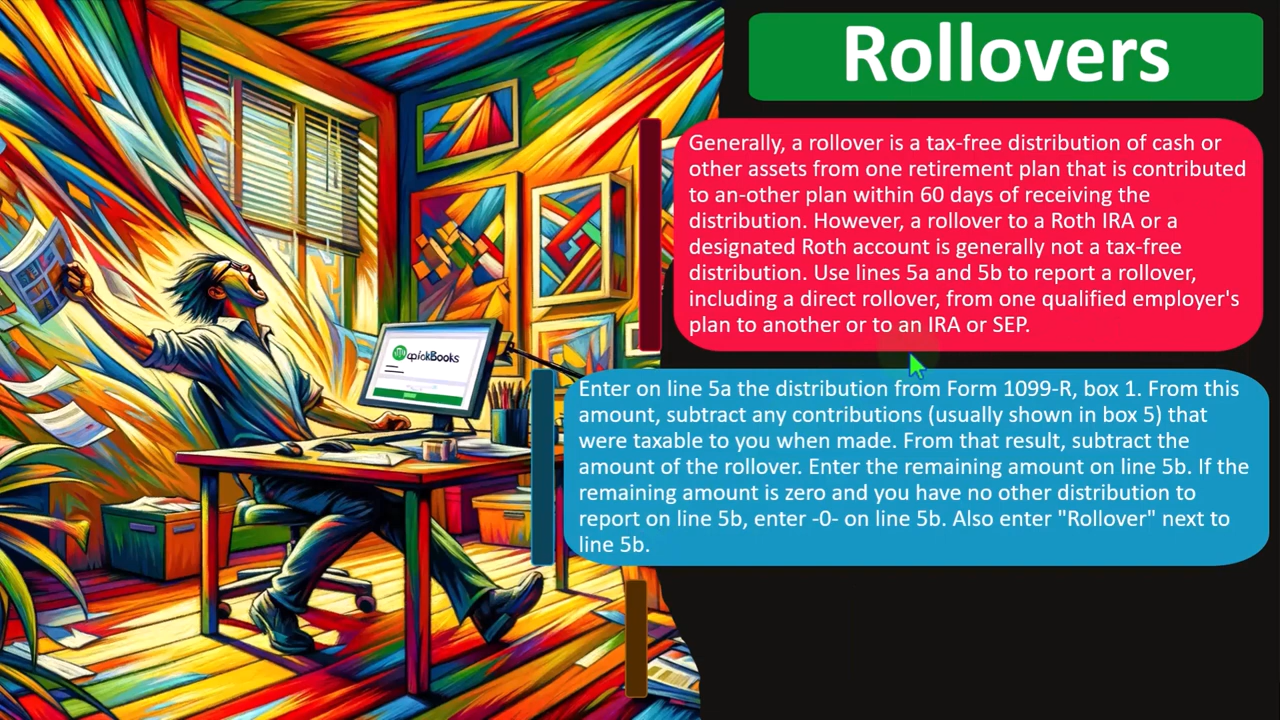 Rollovers
Generally, a rollover is a tax-free distribution of cash or
other assets from one retirement plan that is contributed
to an-other plan within 60 days of receiving the
distribution. However, a rollover to a Roth IRA or a
designated Roth account is generally not a tax-free
distribution. Use lines 5a and 5b to report a rollover,
including a direct rollover, from one qualified employer's
plan to another or to an IRA or SEP.
qpickBooks
Enter on line 5a the distribution from Form 1099-R, box 1. From this
amount, subtract any contributions (usually shown in box 5) that
were taxable to you when made. From that result, subtract the
amount of the rollover. Enter the remaining amount on line 5b. If the
remaining amount is zero and you have no other distribution to
report on line 5b, enter -0- on line 5b. Also enter "Rollover" next to
line 5b.